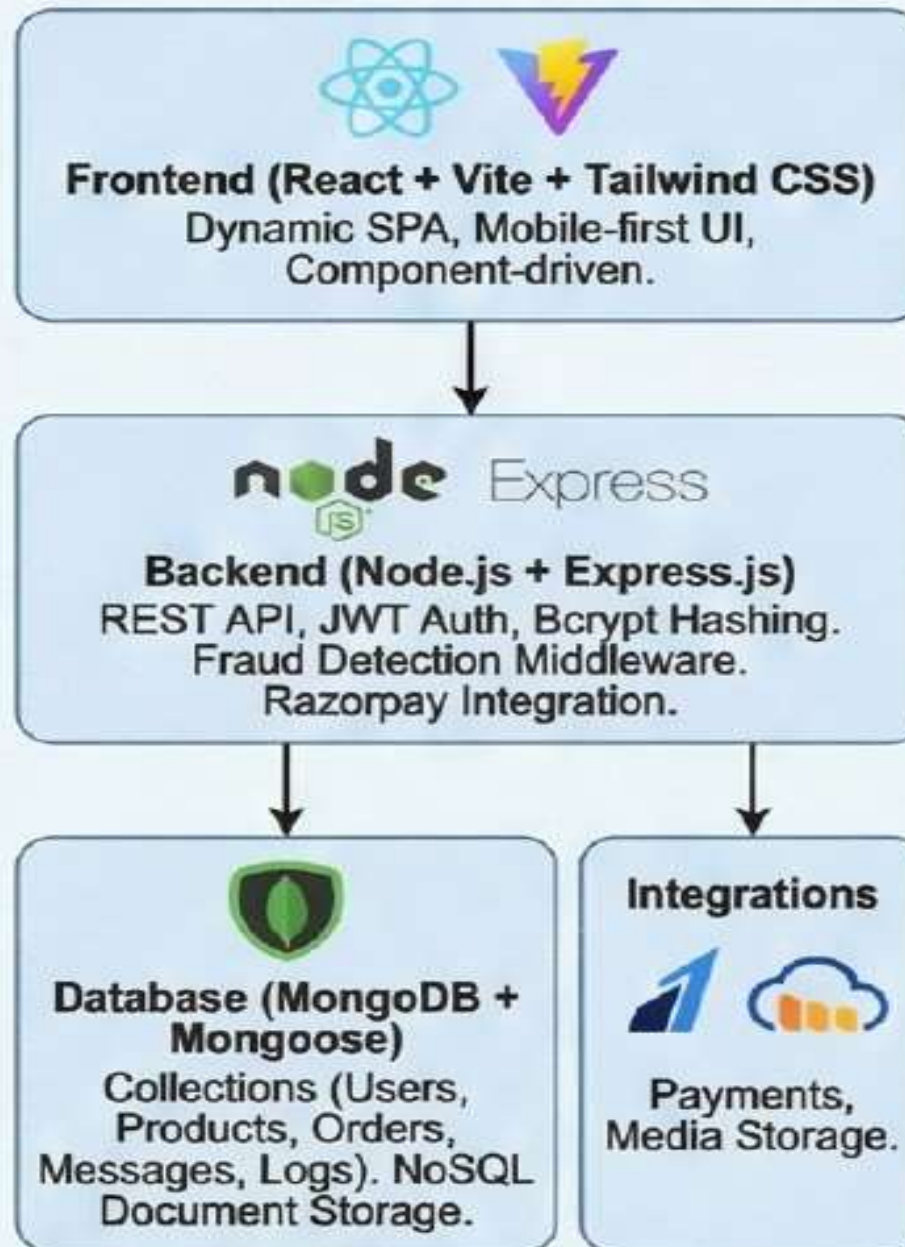 Frontend (React + Vite + Tailwind CSS)
Dynamic SPA, Mobile-first UI,
Component-driven.
node Express
JS
Backend (Node.js + Express.js)
REST API, JWT Auth, Bcrypt Hashing.
Fraud Detection Middleware.
Razorpay Integration.
Database (MongoDB +
Mongoose)
Collections (Users,
Products, Orders,
Messages, Logs). NoSQL
Document Storage.
Integrations
Payments,
Media Storage.